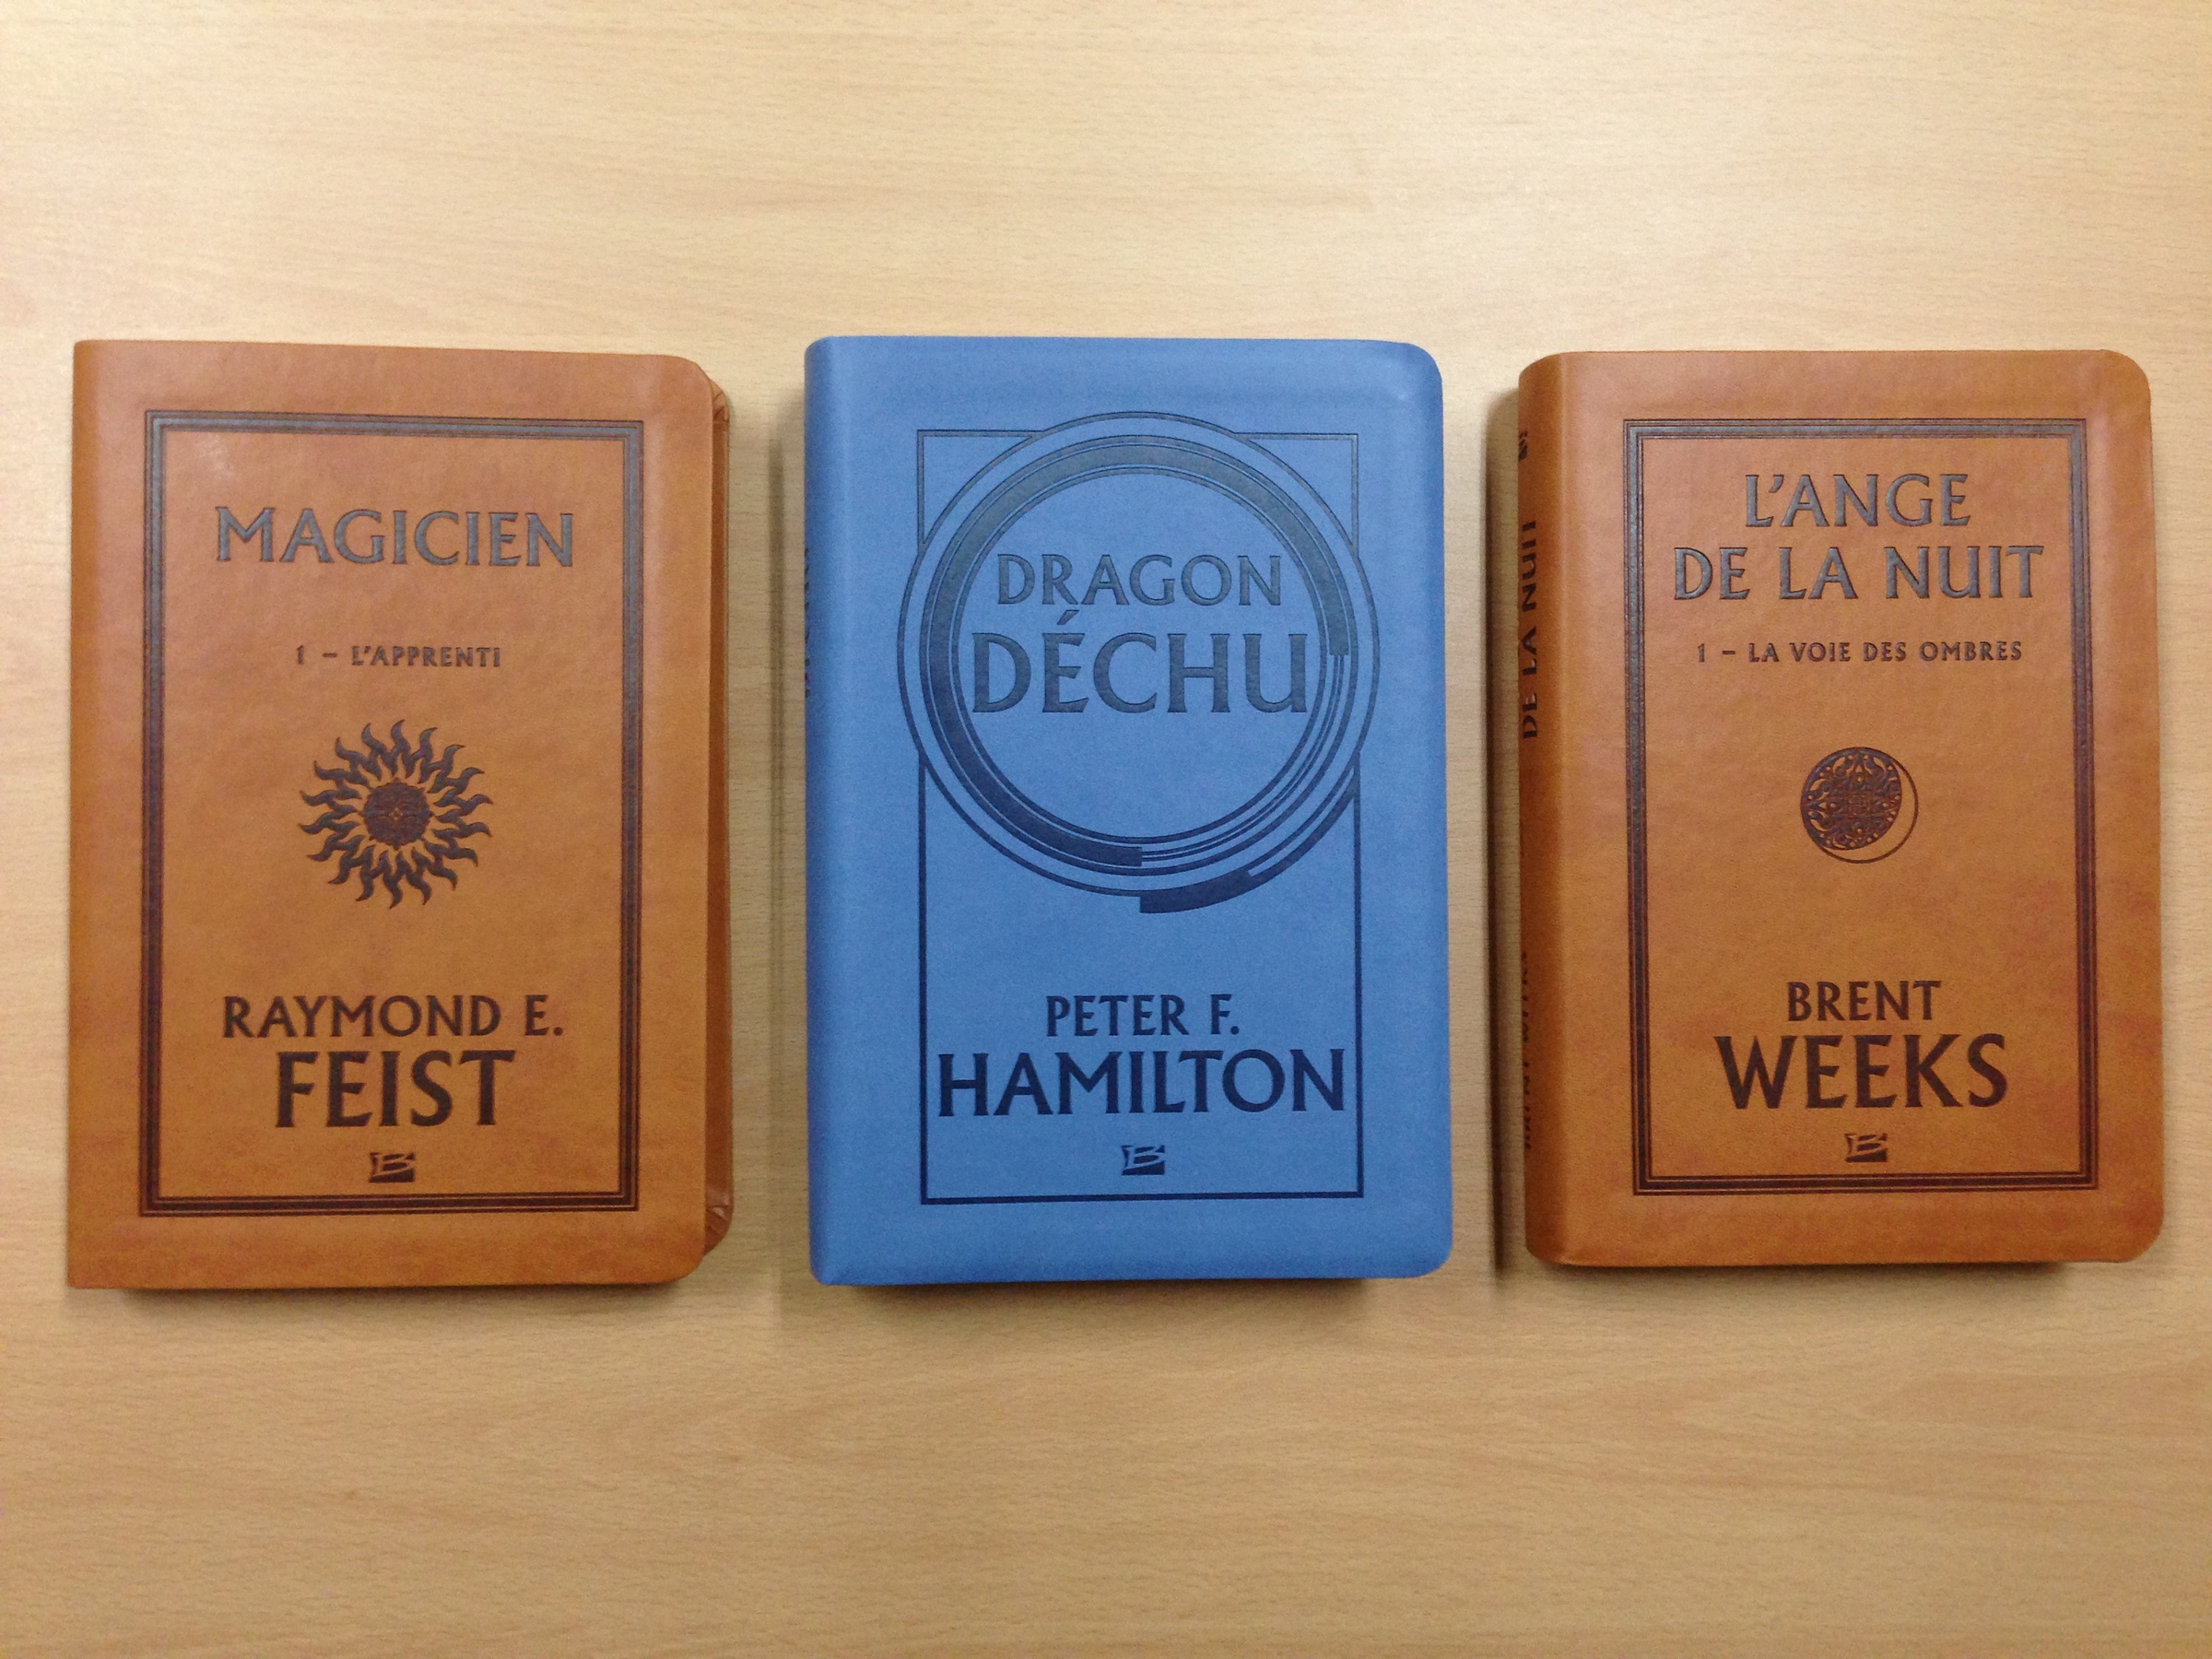 MAGICIEN
1 – L'APPRENTI
RAYMOND E.
FEIST
B
DRAGON
DÉCHU
PETER F.
HAMILTON
B
L'ANGE
DE LA NUIT
1 – LA VOIE DES OMBRES
BRENT
WEEKS
B
DE LA NUIT